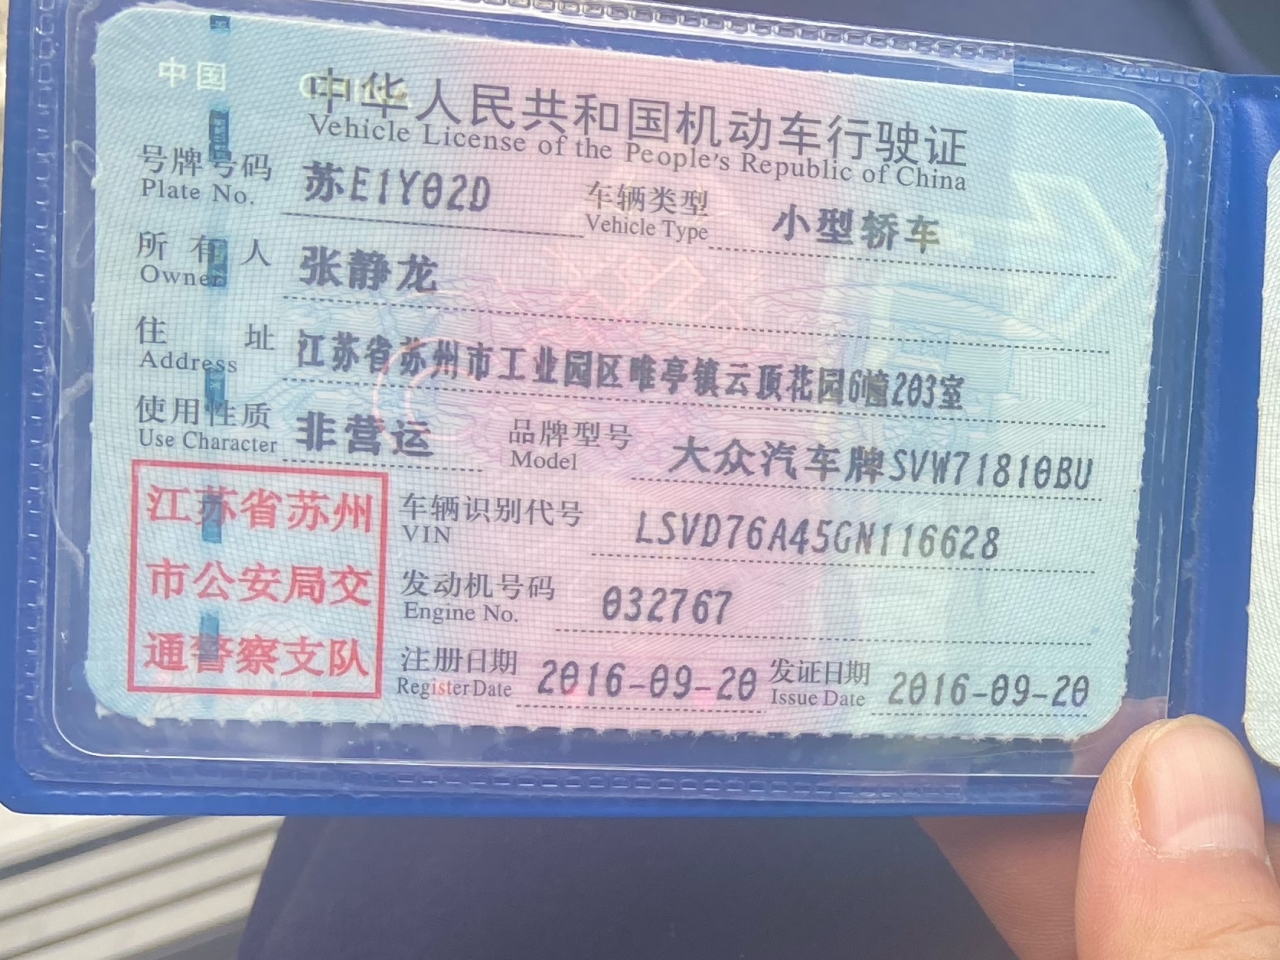 中国 CHINA
中华人民共和国机动车行驶证
Vehicle License of the People's Republic of China
号牌号码 苏E1Y02D 车辆类型 小型轿车
Plate No. Vehicle Type
所有人 张静龙
Owner
住址 江苏省苏州市工业园区唯亭镇云顶花园6幢203室
Address
使用性质 非营运 品牌型号 大众汽车牌SVW71810BU
Use Character Model
江苏省苏州
市公安局交
通警察支队
车辆识别代号 LSVD76A45GN116628
VIN
发动机号码 032767
Engine No.
注册日期 2016-09-20 发证日期 2016-09-20
Register Date Issue Date